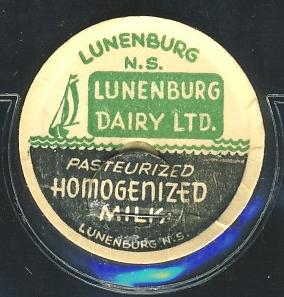 LUNENBURG
N.S.
LUNENBURG
DAIRY LTD.
PASTEURIZED
HOMOGENIZED
MILK
LUNENBURG N.S.